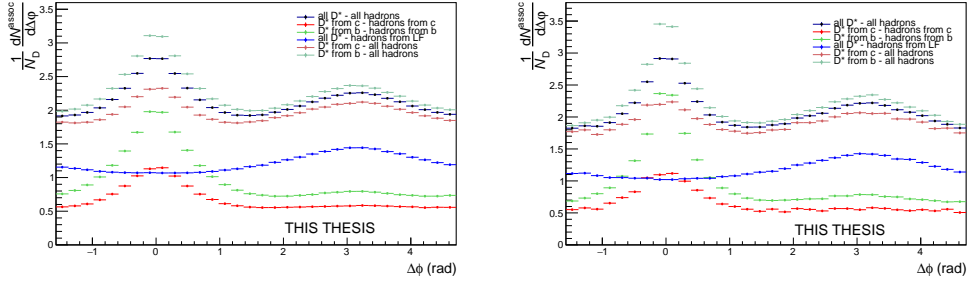 1/N_D dN^assoc/dΔφ
all D* - all hadrons
D* from c - hadrons from c
D* from b - hadrons from b
all D* - hadrons from LF
D* from c - all hadrons
D* from b - all hadrons
3.5
3
2.5
2
1.5
1
0.5
0
THIS THESIS
−1 0 1 2 3 4
Δϕ (rad)
1/N_D dN^assoc/dΔφ
all D* - all hadrons
D* from c - hadrons from c
D* from b - hadrons from b
all D* - hadrons from LF
D* from c - all hadrons
D* from b - all hadrons
3.5
3
2.5
2
1.5
1
0.5
0
THIS THESIS
−1 0 1 2 3 4
Δϕ (rad)